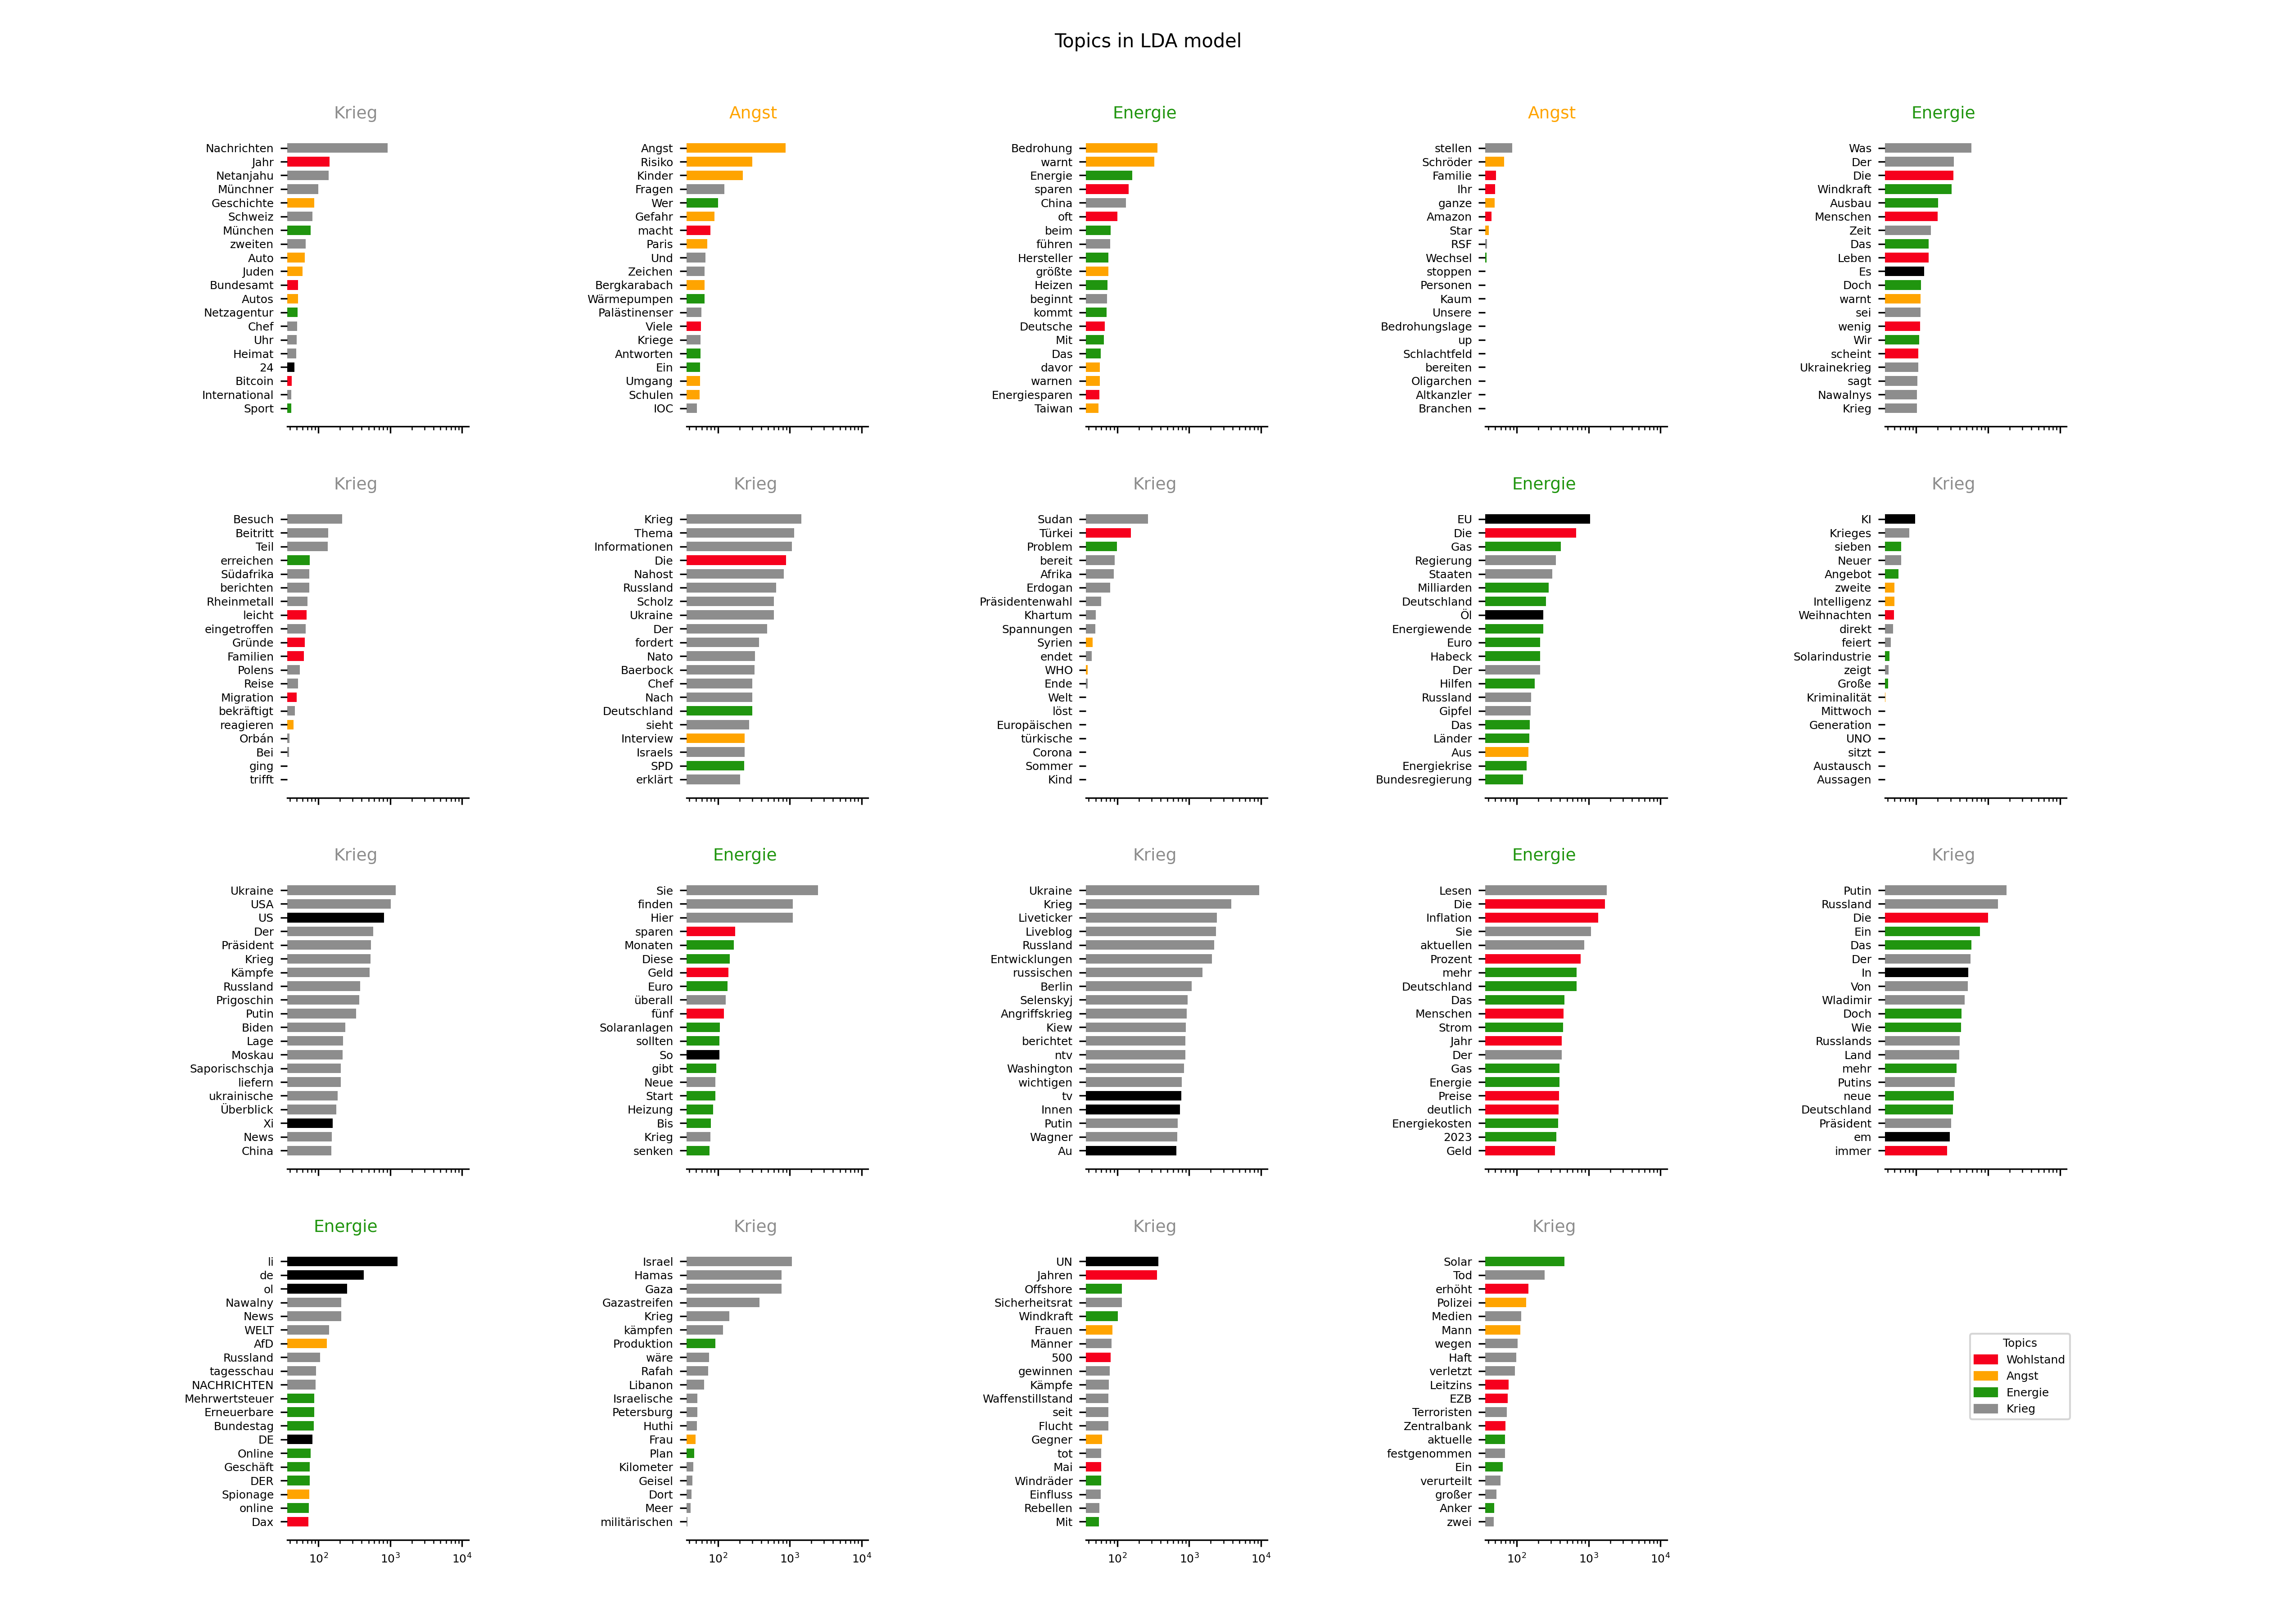 Topics in LDA model
Krieg
Nachrichten
Jahr
Netanjahu
Münchner
Geschichte
Schweiz
München
zweiten
Auto
Juden
Bundesamt
Autos
Netzagentur
Chef
Uhr
Heimat
24
Bitcoin
International
Sport
Angst
Angst
Risiko
Kinder
Fragen
Wer
Gefahr
macht
Paris
Und
Zeichen
Bergkarabach
Wärmepumpen
Palästinenser
Viele
Kriege
Antworten
Ein
Umgang
Schulen
IOC
Energie
Bedrohung
warnt
Energie
sparen
China
oft
beim
führen
Hersteller
größte
Heizen
beginnt
kommt
Deutsche
Mit
Das
davor
warnen
Energiesparen
Taiwan
Angst
stellen
Schröder
Familie
Ihr
ganze
Amazon
Star
RSF
Wechsel
stoppen
Personen
Kaum
Unsere
Bedrohungslage
up
Schlachtfeld
bereiten
Oligarchen
Altkanzler
Branchen
Energie
Was
Der
Die
Windkraft
Ausbau
Menschen
Zeit
Das
Leben
Es
Doch
warnt
sei
wenig
Wir
scheint
Ukrainekrieg
sagt
Nawalnys
Krieg
Krieg
Besuch
Beitritt
Teil
erreichen
Südafrika
berichten
Rheinmetall
leicht
eingetroffen
Gründe
Familien
Polens
Reise
Migration
bekräftigt
reagieren
Orbán
Bei
ging
trifft
Krieg
Krieg
Thema
Informationen
Die
Nahost
Russland
Scholz
Ukraine
Der
fordert
Nato
Baerbock
Chef
Nach
Deutschland
sieht
Interview
Israels
SPD
erklärt
Krieg
Sudan
Türkei
Problem
bereit
Afrika
Erdogan
Präsidentenwahl
Khartum
Spannungen
Syrien
endet
WHO
Ende
Welt
löst
Europäischen
türkische
Corona
Sommer
Kind
Energie
EU
Die
Gas
Regierung
Staaten
Milliarden
Deutschland
Öl
Energiewende
Euro
Habeck
Der
Hilfen
Russland
Gipfel
Das
Länder
Aus
Energiekrise
Bundesregierung
Krieg
KI
Krieges
sieben
Neuer
Angebot
zweite
Intelligenz
Weihnachten
direkt
feiert
Solarindustrie
zeigt
Große
Kriminalität
Mittwoch
Generation
UNO
sitzt
Austausch
Aussagen
Krieg
Ukraine
USA
US
Der
Präsident
Krieg
Kämpfe
Russland
Prigoschin
Putin
Biden
Lage
Moskau
Saporischschja
liefern
ukrainische
Überblick
Xi
News
China
Energie
Sie
finden
Hier
sparen
Monaten
Diese
Geld
Euro
überall
fünf
Solaranlagen
sollten
So
gibt
Neue
Start
Heizung
Bis
Krieg
senken
Krieg
Ukraine
Krieg
Liveticker
Liveblog
Russland
Entwicklungen
russischen
Berlin
Selenskyj
Angriffskrieg
Kiew
berichtet
ntv
Washington
wichtigen
tv
Innen
Putin
Wagner
Au
Energie
Lesen
Die
Inflation
Sie
aktuellen
Prozent
mehr
Deutschland
Das
Menschen
Strom
Jahr
Der
Gas
Energie
Preise
deutlich
Energiekosten
2023
Geld
Krieg
Putin
Russland
Die
Ein
Das
Der
In
Von
Wladimir
Doch
Wie
Russlands
Land
mehr
Putins
neue
Deutschland
Präsident
em
immer
Energie
li
de
ol
Nawalny
News
WELT
AfD
Russland
tagesschau
NACHRICHTEN
Mehrwertsteuer
Erneuerbare
Bundestag
DE
Online
Geschäft
DER
Spionage
online
Dax
10² 10³ 10⁴
Krieg
Israel
Hamas
Gaza
Gazastreifen
Krieg
kämpfen
Produktion
wäre
Rafah
Libanon
Israelische
Petersburg
Huthi
Frau
Plan
Kilometer
Geisel
Dort
Meer
militärischen
10² 10³ 10⁴
Krieg
UN
Jahren
Offshore
Sicherheitsrat
Windkraft
Frauen
Männer
500
gewinnen
Kämpfe
Waffenstillstand
seit
Flucht
Gegner
tot
Mai
Windräder
Einfluss
Rebellen
Mit
10² 10³ 10⁴
Krieg
Solar
Tod
erhöht
Polizei
Medien
Mann
wegen
Haft
verletzt
Leitzins
EZB
Terroristen
Zentralbank
aktuelle
festgenommen
Ein
verurteilt
großer
Anker
zwei
10² 10³ 10⁴
Topics
Wohlstand
Angst
Energie
Krieg